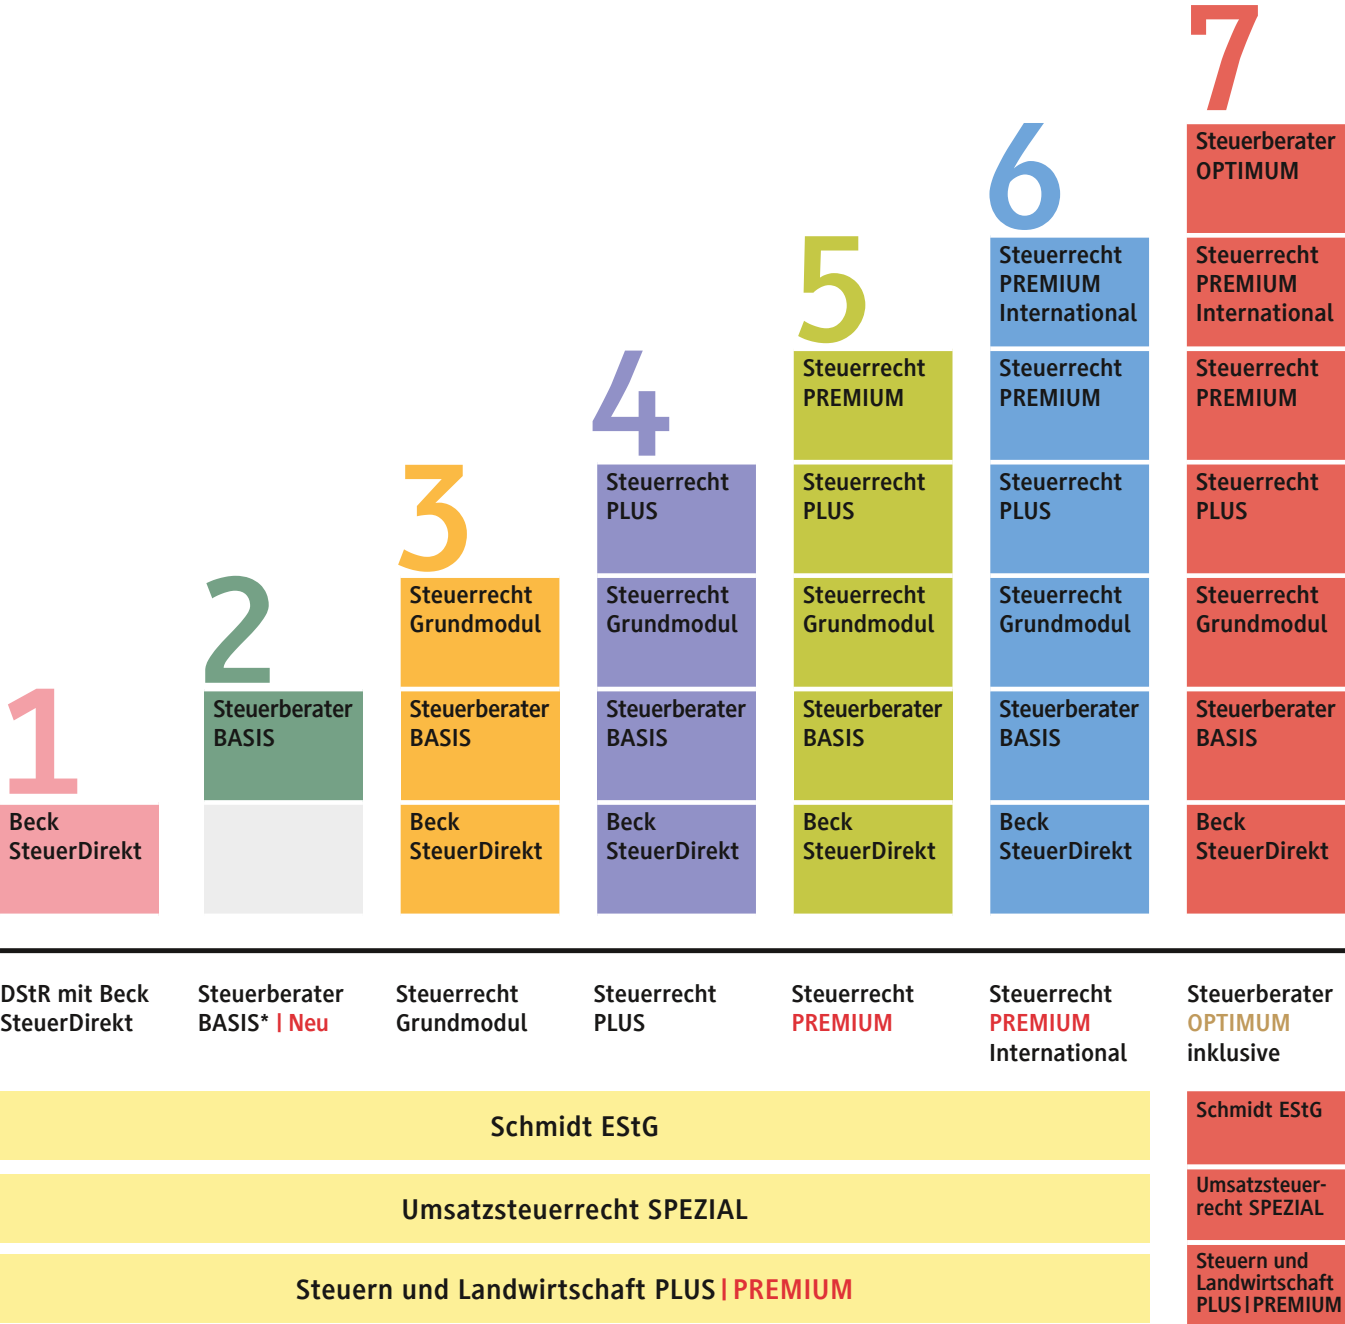 7
Steuerberater
OPTIMUM
6
Steuerrecht
PREMIUM
International
Steuerrecht
PREMIUM
International
5
Steuerrecht
PREMIUM
Steuerrecht
PREMIUM
Steuerrecht
PREMIUM
4
Steuerrecht
PLUS
Steuerrecht
PLUS
Steuerrecht
PLUS
Steuerrecht
PLUS
3
Steuerrecht
Grundmodul
Steuerrecht
Grundmodul
Steuerrecht
Grundmodul
Steuerrecht
Grundmodul
Steuerrecht
Grundmodul
2
Steuerberater
BASIS
Steuerberater
BASIS
Steuerberater
BASIS
Steuerberater
BASIS
Steuerberater
BASIS
Steuerberater
BASIS
1
Beck
SteuerDirekt
Beck
SteuerDirekt
Beck
SteuerDirekt
Beck
SteuerDirekt
Beck
SteuerDirekt
Beck
SteuerDirekt
DStR mit Beck
SteuerDirekt
Steuerberater
BASIS* | Neu
Steuerrecht
Grundmodul
Steuerrecht
PLUS
Steuerrecht
PREMIUM
Steuerrecht
PREMIUM
International
Steuerberater
OPTIMUM
inklusive
Schmidt EStG
Schmidt EStG
Umsatzsteuerrecht SPEZIAL
Umsatzsteuer-
recht SPEZIAL
Steuern und Landwirtschaft PLUS | PREMIUM
Steuern und
Landwirtschaft
PLUS | PREMIUM